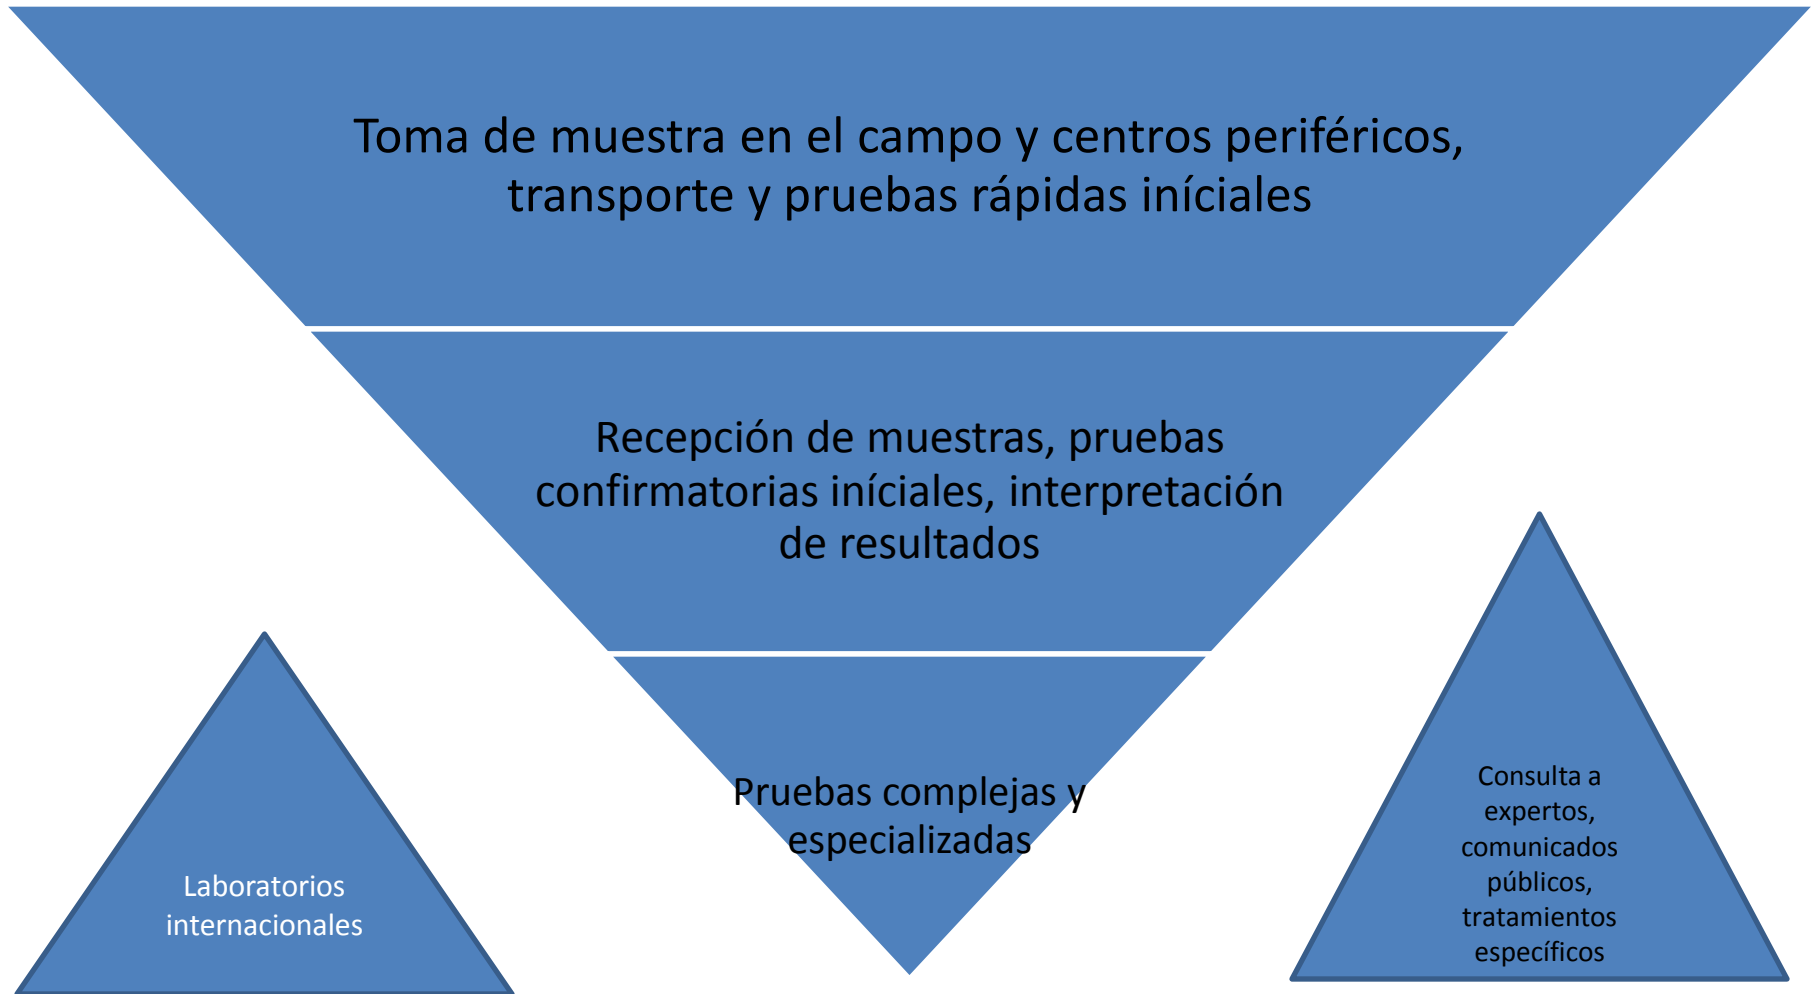 Toma de muestra en el campo y centros periféricos,
transporte y pruebas rápidas iníciales
Recepción de muestras, pruebas
confirmatorias iníciales, interpretación
de resultados
Pruebas complejas y
especializadas
Laboratorios
internacionales
Consulta a
expertos,
comunicados
públicos,
tratamientos
específicos